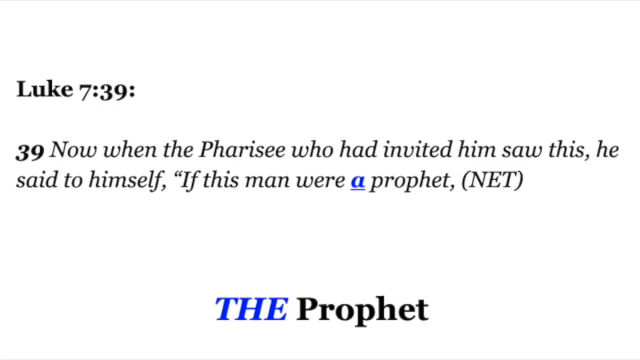 Luke 7:39:
39 Now when the Pharisee who had invited him saw this, he
said to himself, “If this man were a prophet, (NET)
THE Prophet